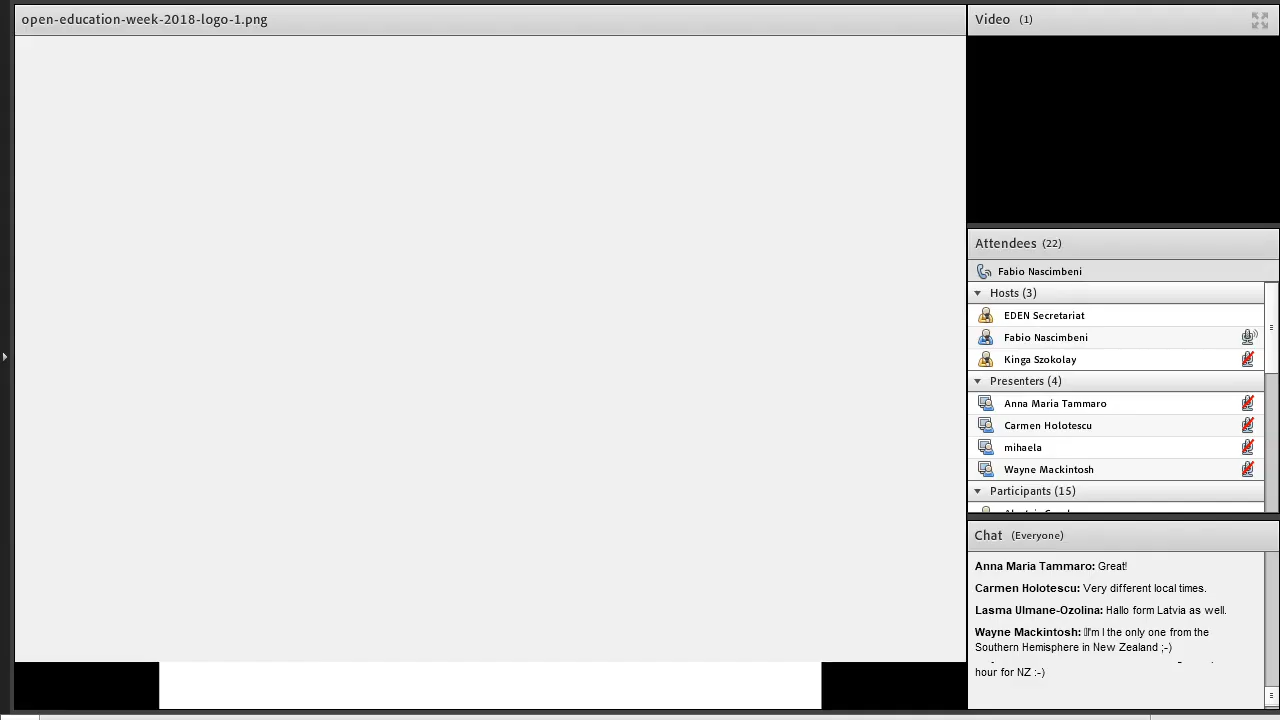 open-education-week-2018-logo-1.png
Video (1)
Attendees (22)
Fabio Nascimbeni
Hosts (3)
EDEN Secretariat
Fabio Nascimbeni
Kinga Szokolay
Presenters (4)
Anna Maria Tammaro
Carmen Holotescu
mihaela
Wayne Mackintosh
Participants (15)
Chat (Everyone)
Anna Maria Tammaro: Great!
Carmen Holotescu: Very different local times.
Lasma Ulmane-Ozolina: Hallo form Latvia as well.
Wayne Mackintosh: I'm I the only one from the
Southern Hemisphere in New Zealand ;-)
hour for NZ :-)